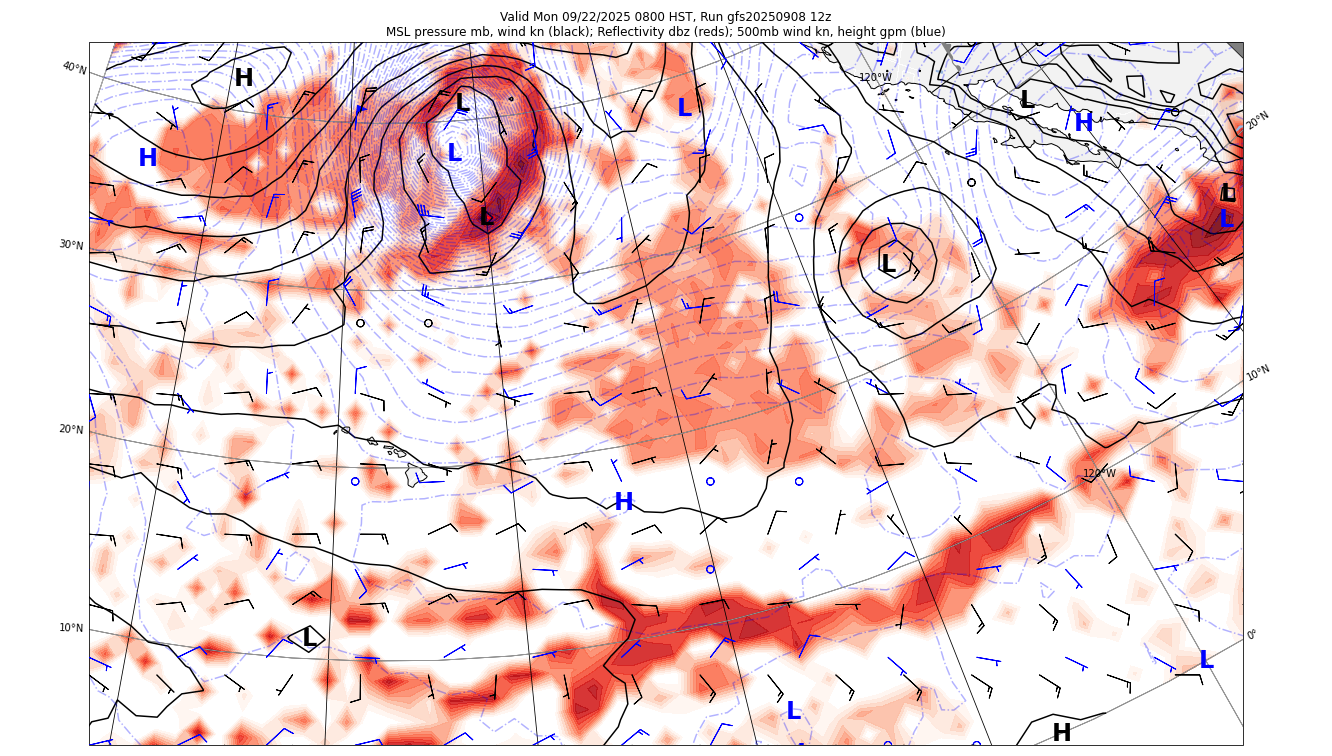 Valid Mon 09/22/2025 0800 HST, Run gfs20250908 12z
MSL pressure mb, wind kn (black); Reflectivity dbz (reds); 500mb wind kn, height gpm (blue)
40°N
H
L
L
120°W
L
H
20°N
H
L
L
L
L
30°N
L
10°N
20°N
120°W
H
10°N
L
0°
L
L
H